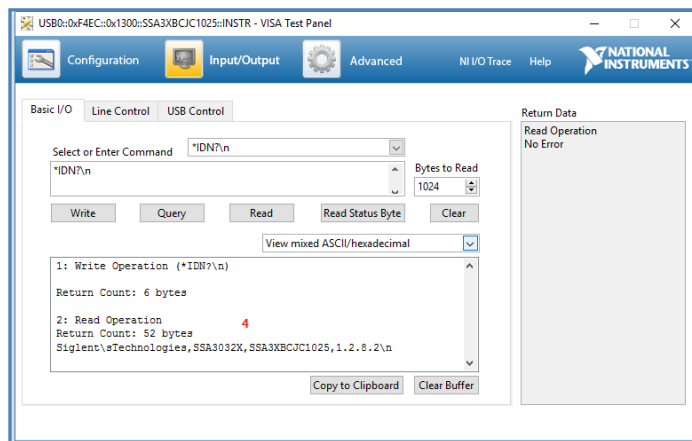 USB0::0xF4EC::0x1300::SSA3XBCJC1025::INSTR - VISA Test Panel
Configuration Input/Output Advanced NI I/O Trace Help NATIONAL INSTRUMENTS
Basic I/O Line Control USB Control
Return Data
Read Operation
No Error
Select or Enter Command *IDN?\n
*IDN?\n
Bytes to Read
1024
Write Query Read Read Status Byte Clear
View mixed ASCII/hexadecimal
1: Write Operation (*IDN?\n)
Return Count: 6 bytes
2: Read Operation 4
Return Count: 52 bytes
Siglent\sTechnologies,SSA3032X,SSA3XBCJC1025,1.2.8.2\n
Copy to Clipboard Clear Buffer